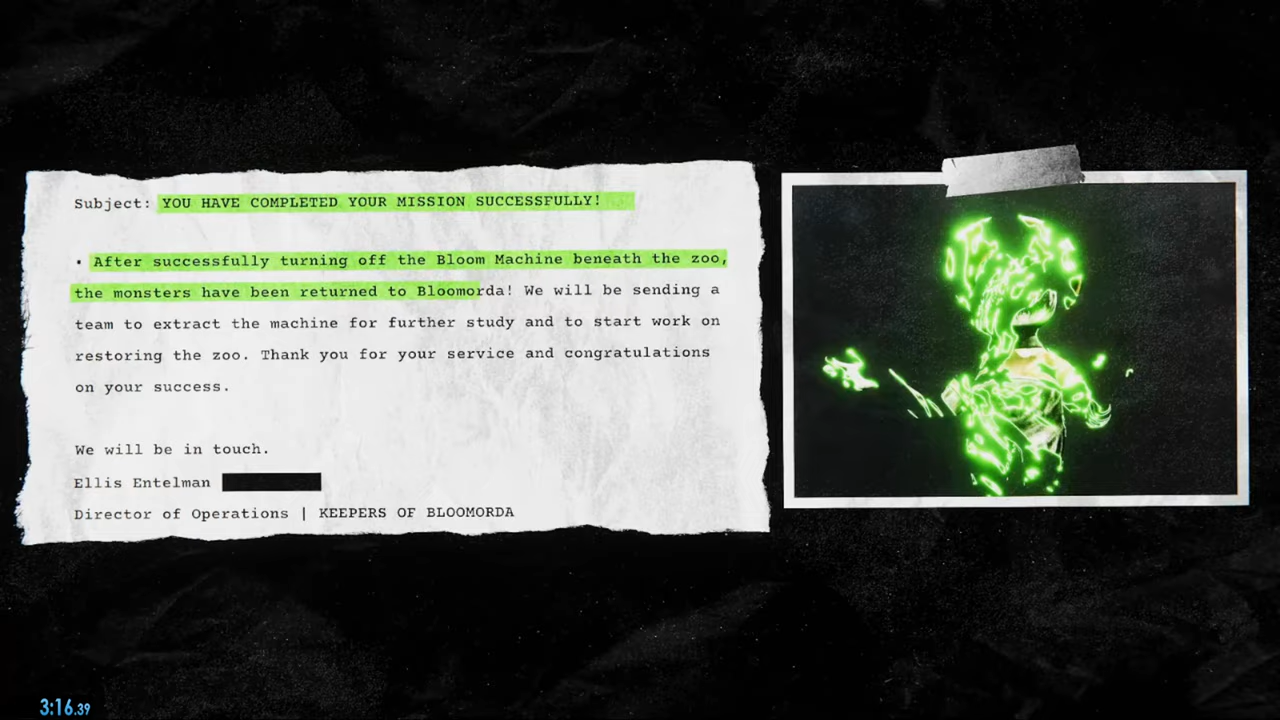 Subject: YOU HAVE COMPLETED YOUR MISSION SUCCESSFULLY!
• After successfully turning off the Bloom Machine beneath the zoo,
the monsters have been returned to Bloomorda! We will be sending a
team to extract the machine for further study and to start work on
restoring the zoo. Thank you for your service and congratulations
on your success.
We will be in touch.
Ellis Entelman
Director of Operations | KEEPERS OF BLOOMORDA
3:16.39